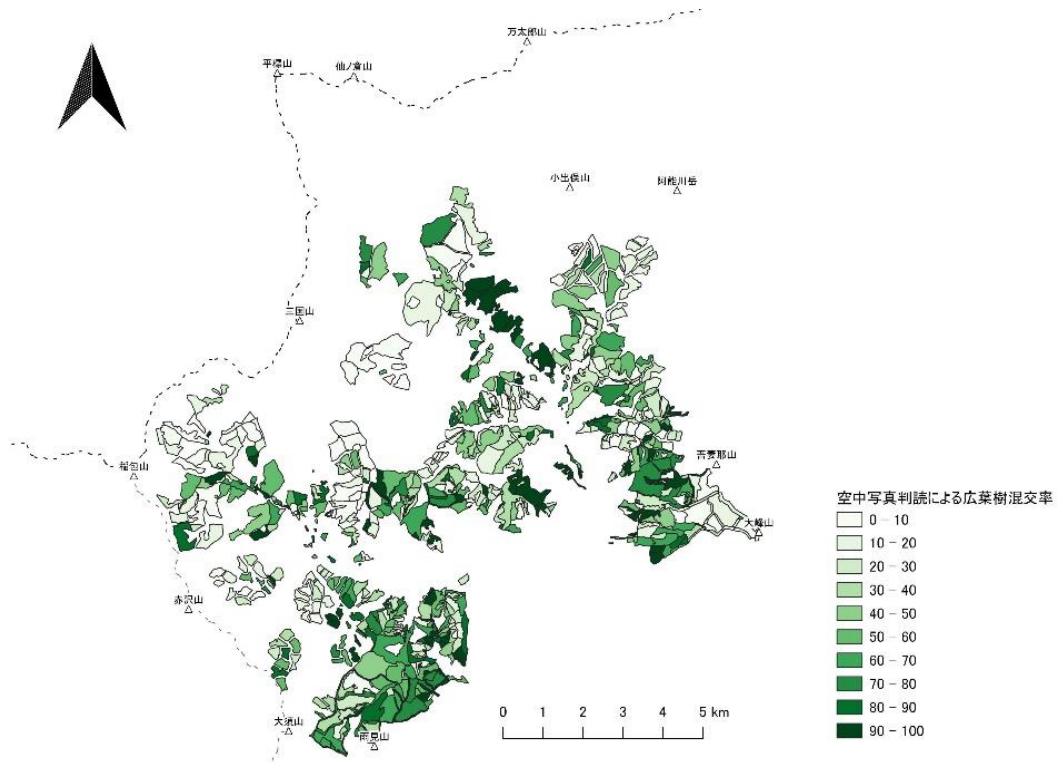 万太郎山
平標山
仙ノ倉山
小出俣山
阿能川岳
三国山
吾妻耶山
稲包山
空中写真判読による広葉樹混交率
0 - 10
大峰山
10 - 20
20 - 30
30 - 40
赤沢山
40 - 50
50 - 60
60 - 70
70 - 80
80 - 90
0 1 2 3 4 5 km
大須山
90 - 100
雨見山